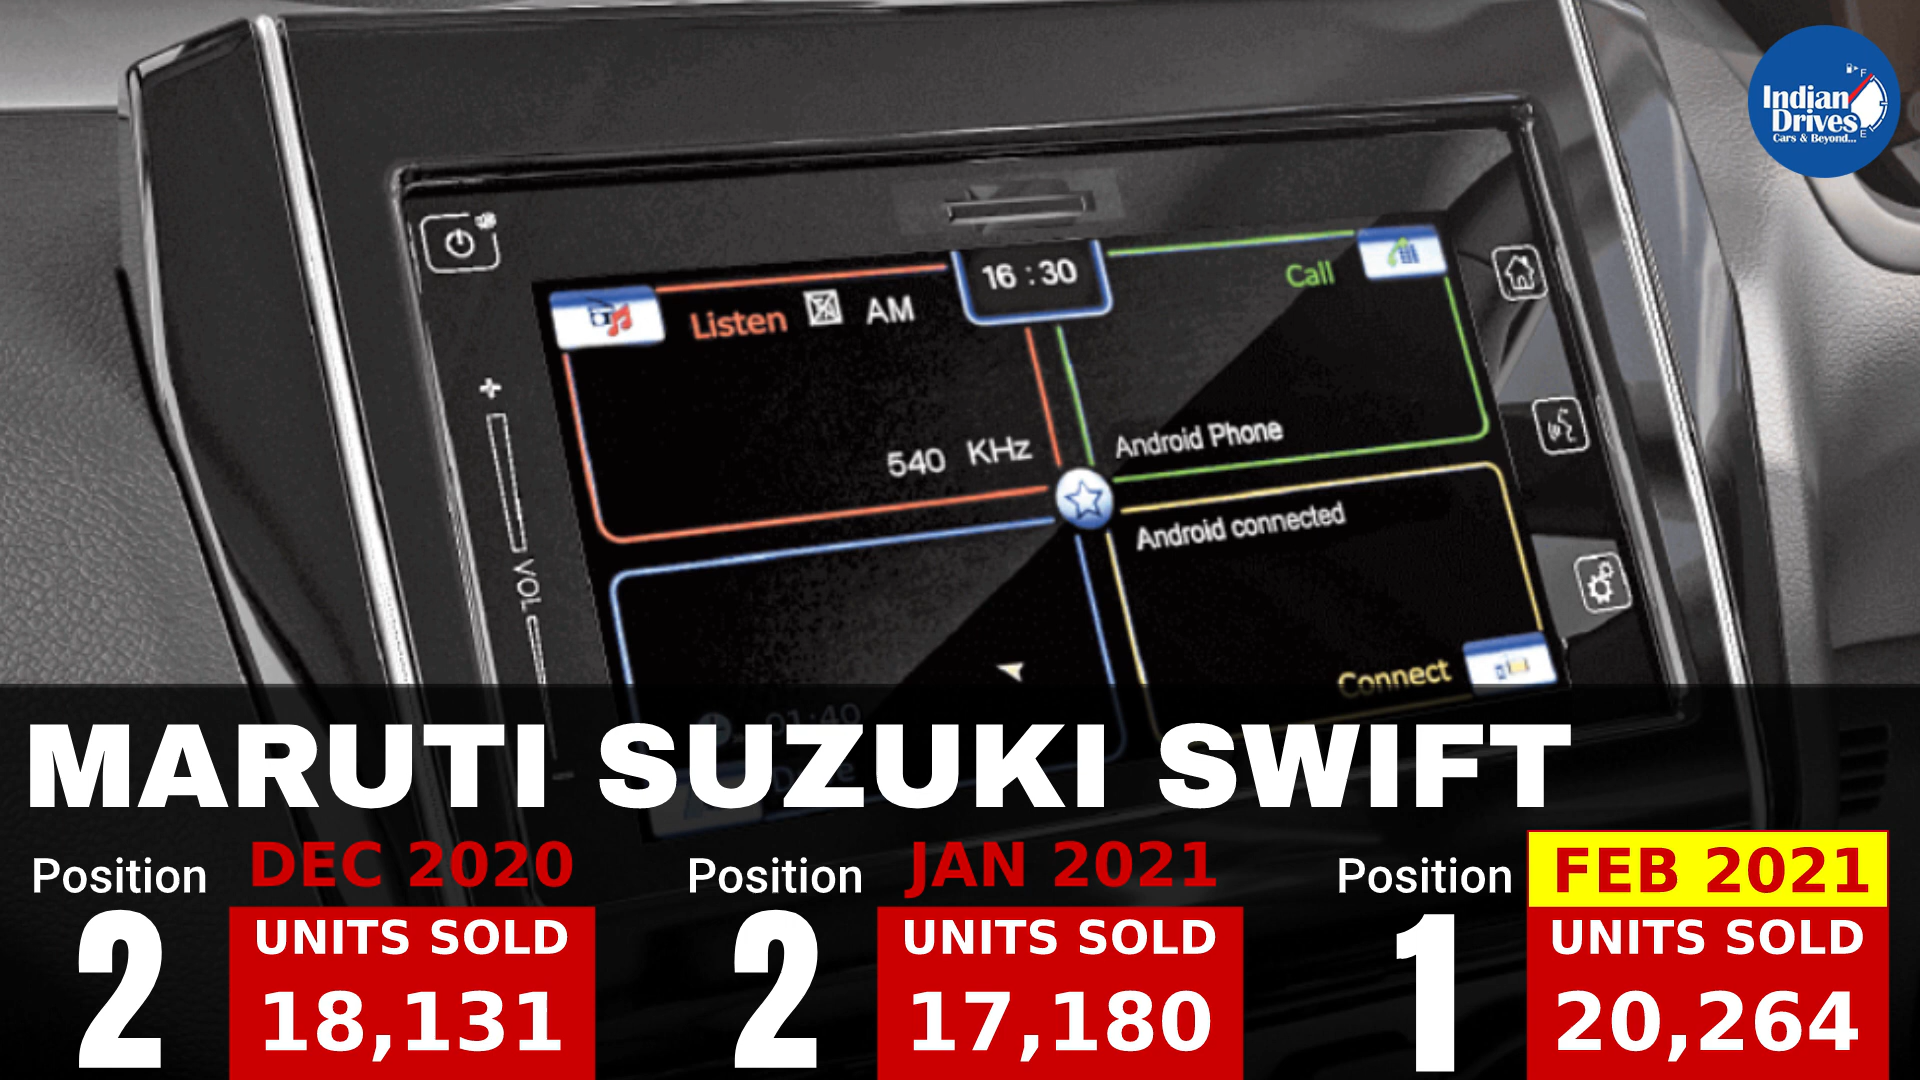 Indian
Drives
Cars & Beyond...
F
E
16 : 30
Listen AM
Call
540 KHz
Android Phone
Android connected
VOL
Connect
01:40
MARUTI SUZUKI SWIFT
Position
DEC 2020
2
UNITS SOLD
18,131
Position
JAN 2021
2
UNITS SOLD
17,180
Position
FEB 2021
1
UNITS SOLD
20,264